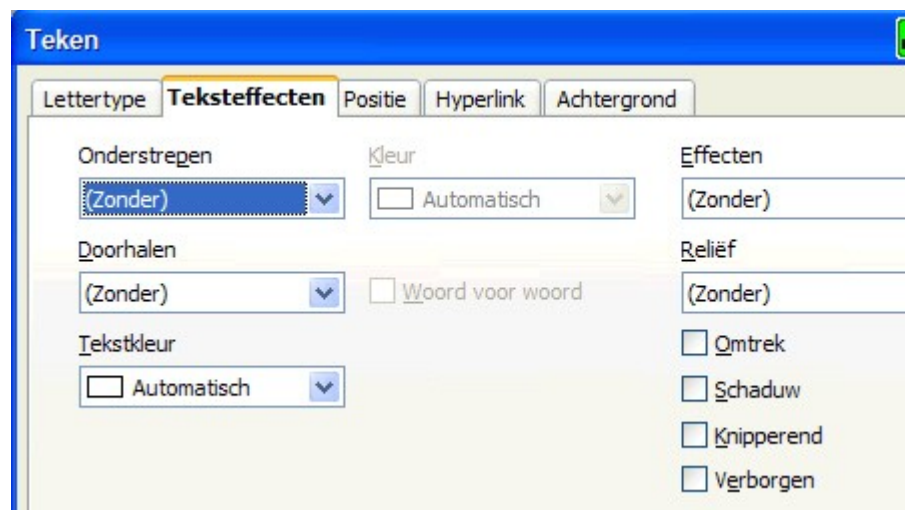 Teken
Lettertype Teksteffecten Positie Hyperlink Achtergrond
Onderstrepen Kleur Effecten
(Zonder) Automatisch (Zonder)
Doorhalen Reliëf
(Zonder) Woord voor woord (Zonder)
Tekstkleur Omtrek
Automatisch Schaduw
Knipperend
Verborgen